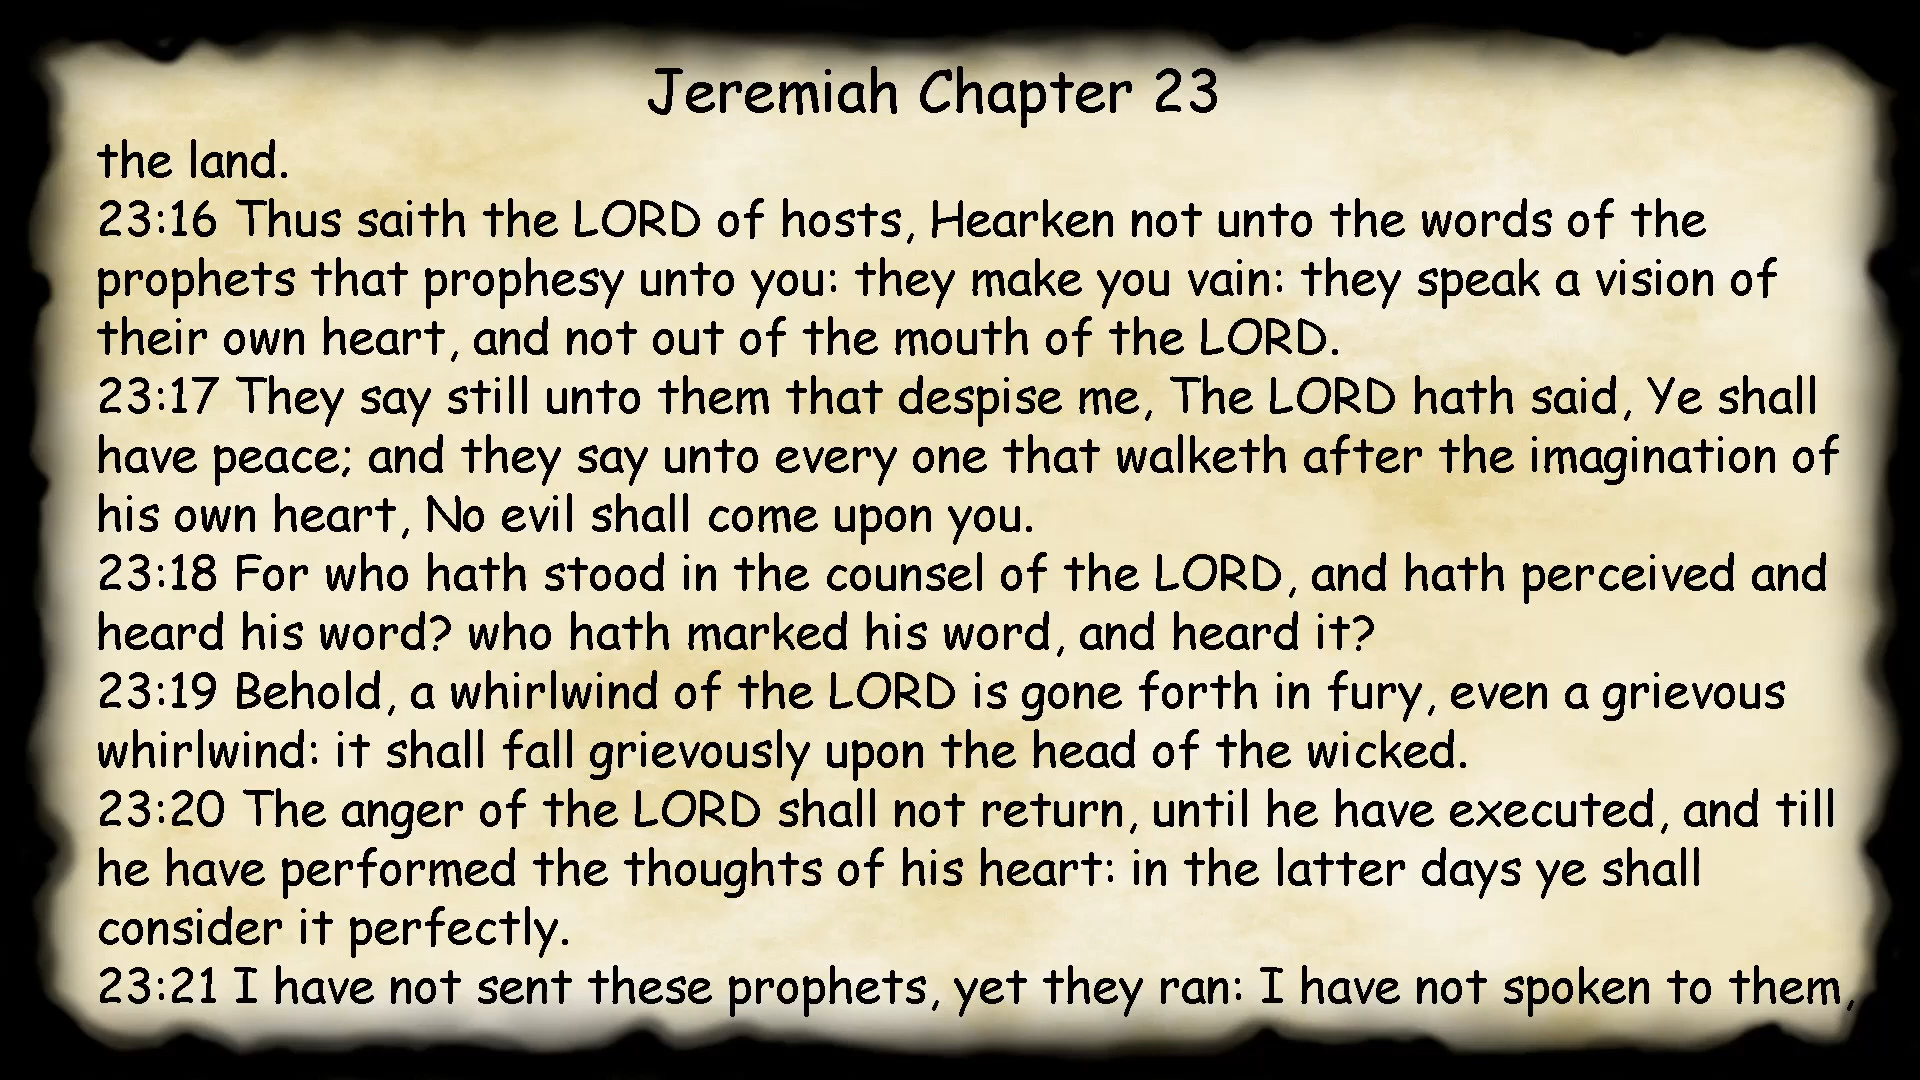 Jeremiah Chapter 23
the land.
23:16 Thus saith the LORD of hosts, Hearken not unto the words of the
prophets that prophesy unto you: they make you vain: they speak a vision of
their own heart, and not out of the mouth of the LORD.
23:17 They say still unto them that despise me, The LORD hath said, Ye shall
have peace; and they say unto every one that walketh after the imagination of
his own heart, No evil shall come upon you.
23:18 For who hath stood in the counsel of the LORD, and hath perceived and
heard his word? who hath marked his word, and heard it?
23:19 Behold, a whirlwind of the LORD is gone forth in fury, even a grievous
whirlwind: it shall fall grievously upon the head of the wicked.
23:20 The anger of the LORD shall not return, until he have executed, and till
he have performed the thoughts of his heart: in the latter days ye shall
consider it perfectly.
23:21 I have not sent these prophets, yet they ran: I have not spoken to them,